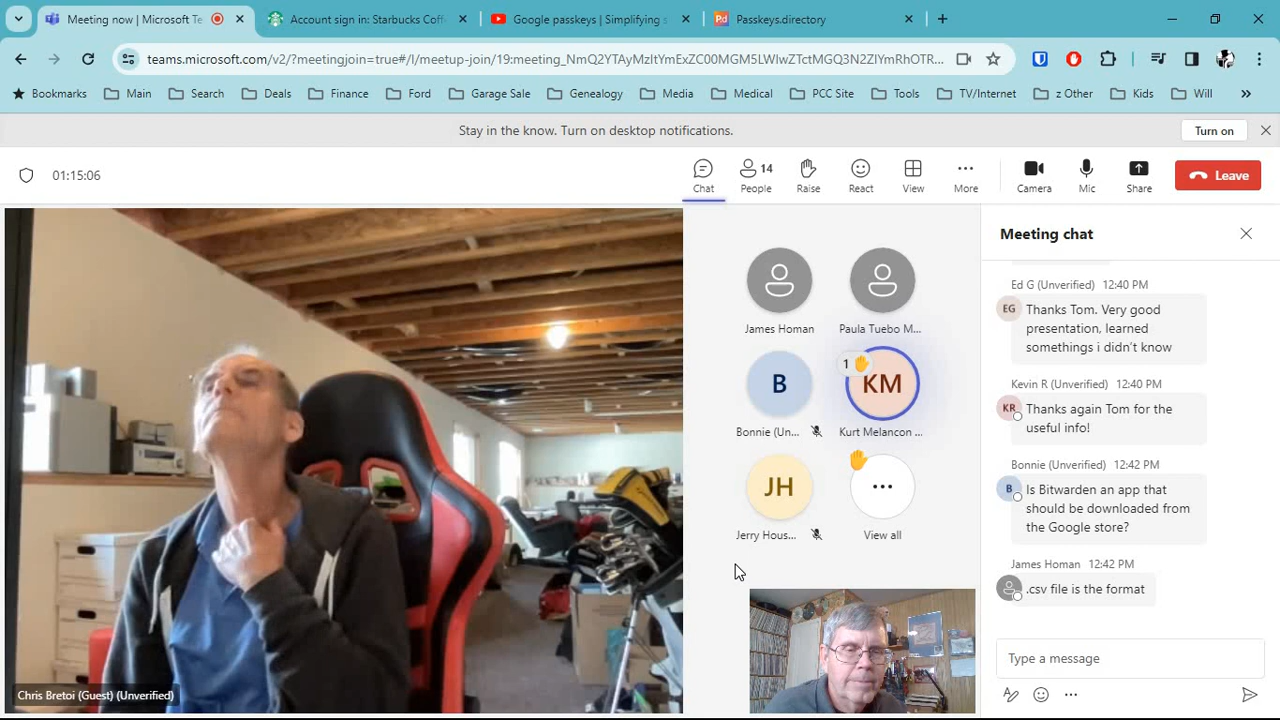 Meeting now | Microsoft Te
Account sign in: Starbucks Coff
Google passkeys | Simplifying s
Pd Passkeys.directory
teams.microsoft.com/v2/?meetingjoin=true#/l/meetup-join/19:meeting_NmQ2YTAyMzItYmExZC00MGM5LWIwZTctMGQ3N2ZlYmRhOTR...
Bookmarks Main Search Deals Finance Ford Garage Sale Genealogy Media Medical PCC Site Tools TV/Internet z Other Kids Will »
Stay in the know. Turn on desktop notifications.
Turn on
01:15:06
Chat
14
People
Raise
React
View
More
Camera
Mic
Share
Leave
Chris Bretoi (Guest) (Unverified)
James Homan
Paula Tuebo M...
B
Bonnie (Un...
1
KM
Kurt Melancon ...
JH
Jerry Hous...
View all
Meeting chat
Ed G (Unverified) 12:40 PM
EG
Thanks Tom. Very good
presentation, learned
somethings i didn't know
Kevin R (Unverified) 12:40 PM
KR
Thanks again Tom for the
useful info!
Bonnie (Unverified) 12:42 PM
B
Is Bitwarden an app that
should be downloaded from
the Google store?
James Homan 12:42 PM
.csv file is the format
Type a message